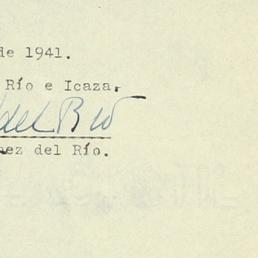 de 1941.
Río e Icaza.
del Río
ez del Río.